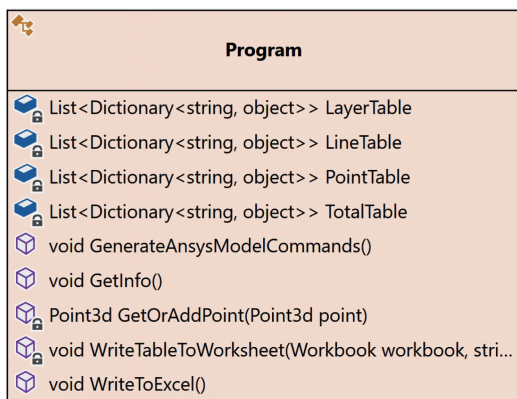 Program
List<Dictionary<string, object>> LayerTable
List<Dictionary<string, object>> LineTable
List<Dictionary<string, object>> PointTable
List<Dictionary<string, object>> TotalTable
void GenerateAnsysModelCommands()
void GetInfo()
Point3d GetOrAddPoint(Point3d point)
void WriteTableToWorksheet(Workbook workbook, stri...
void WriteToExcel()